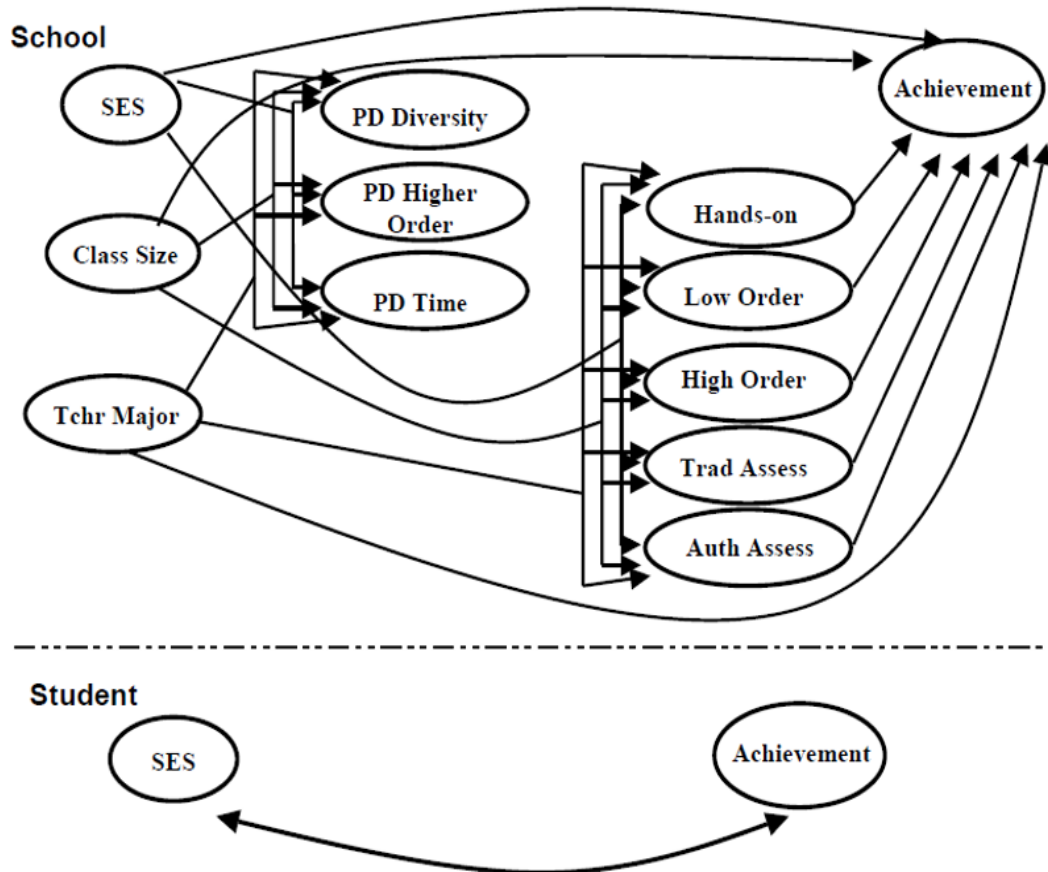 School
SES
Class Size
Tchr Major
PD Diversity
PD Higher
Order
PD Time
Hands-on
Low Order
High Order
Trad Assess
Auth Assess
Achievement
Student
SES
Achievement